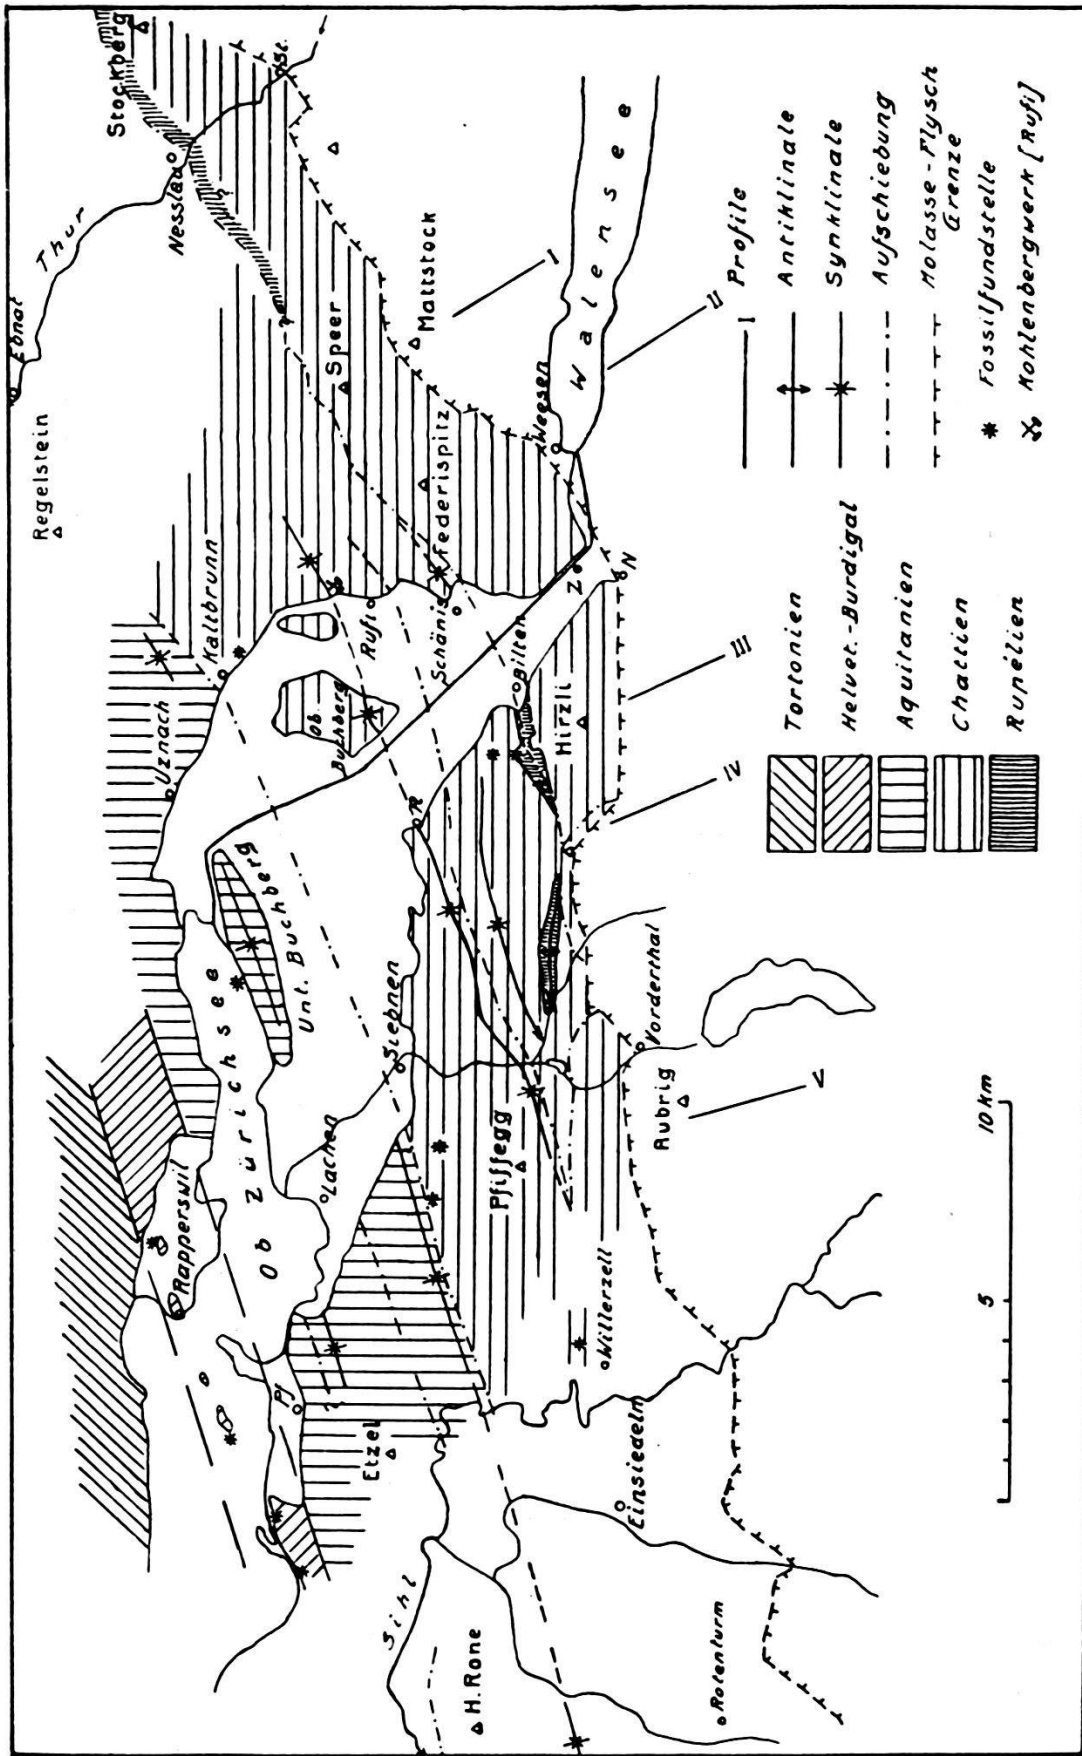 Stockberg
Nesslau
Thur
Ebnat
Regelstein
St.
Speer
Mattstock
Federispitz
Weesen
Walensee
Kaltbrunn
Uznach
Rufi
Schänis
Ob.
Buchberg
Bilten
Z
N
Hirzli
R
Unt. Buchberg
Ob Zürichsee
Siebnen
Lachen
Rapperswil
Vorderthal
Aubrig
Pfiffegg
Willerzell
Pf
Etzel
Einsiedeln
Sihl
H. Rone
Rotenturm
I
II
III
IV
V
5
10 km
Tortonien
Helvet.-Burdigal
Aquitanien
Chattien
Rupélien
I
Profile
Antiklinale
Synklinale
Aufschiebung
Molasse-Flysch
Grenze
Fossilfundstelle
Kohlenbergwerk [Rufi]